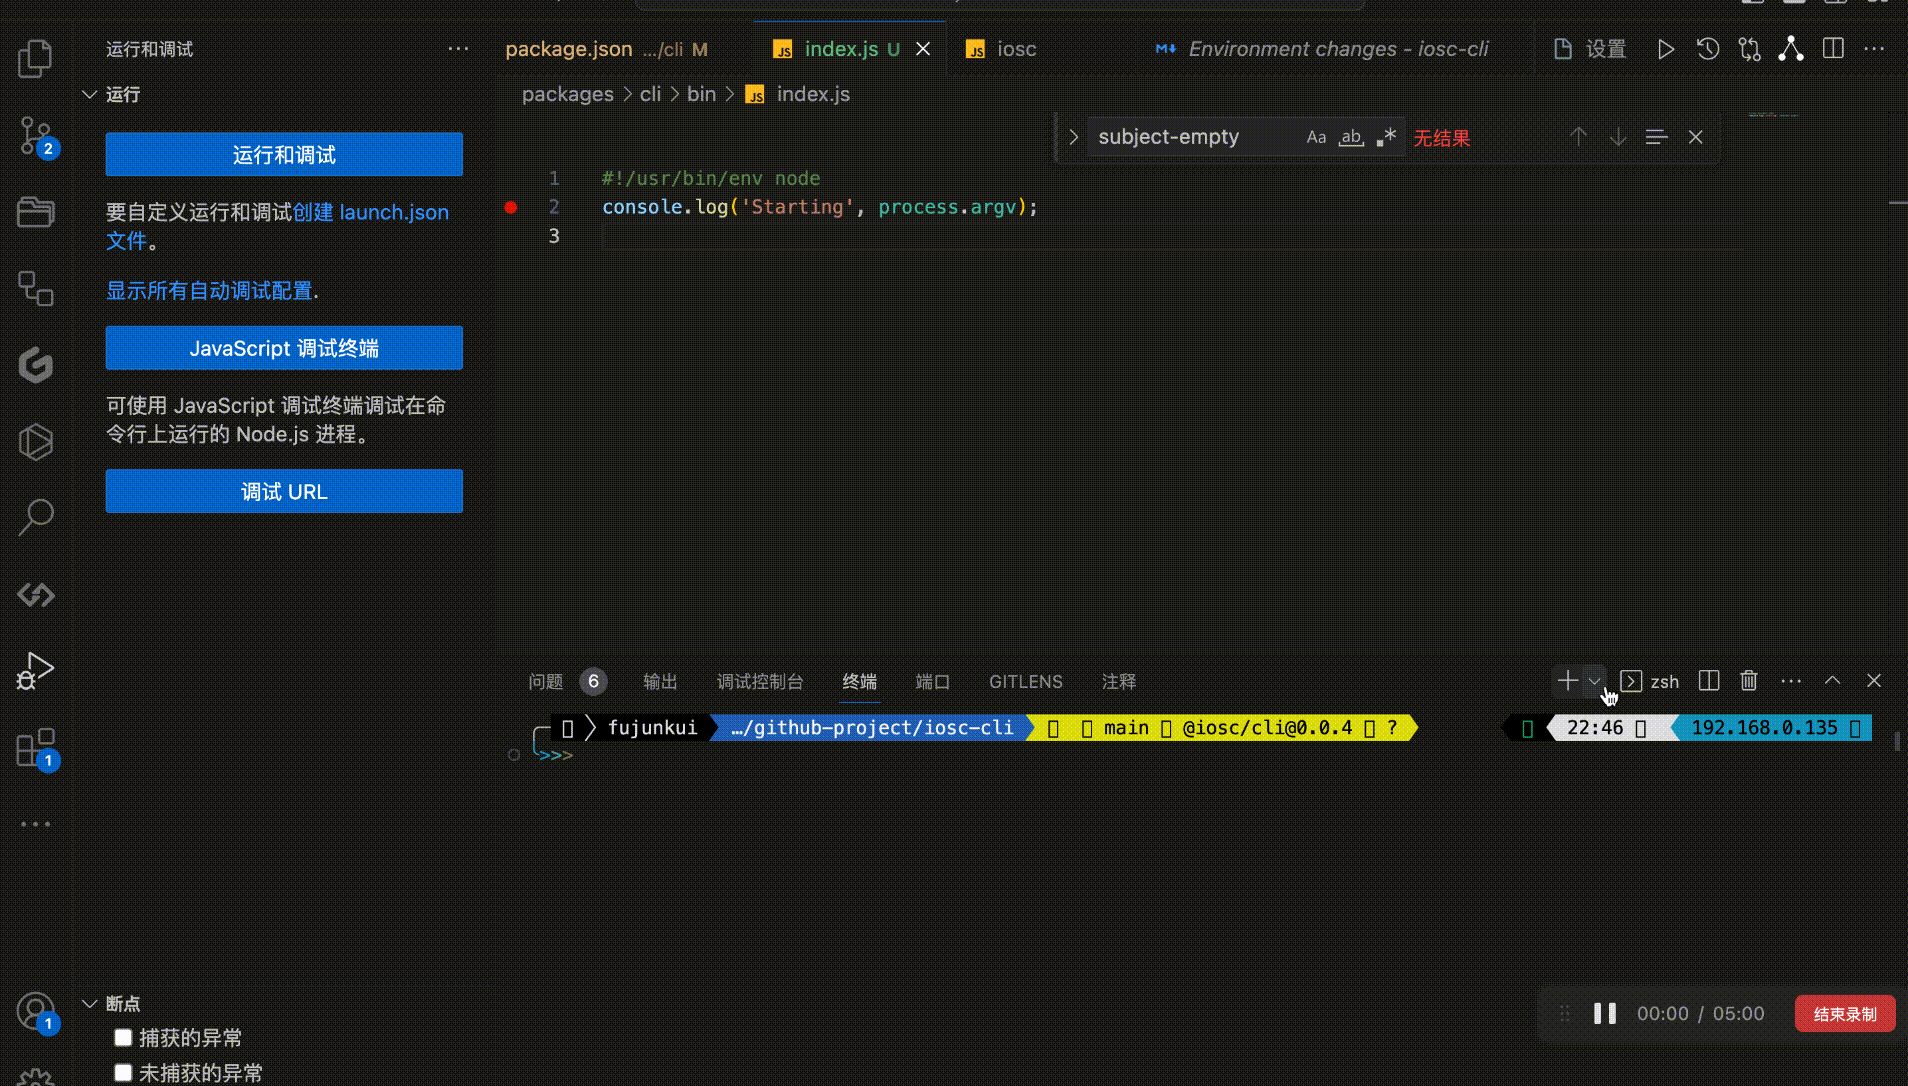 运行和调试
package.json .../cli M
index.js U
iosc
Environment changes - iosc-cli
设置
运行
packages > cli > bin > index.js
运行和调试
subject-empty
Aa ab
无结果
要自定义运行和调试创建 launch.json
文件。
显示所有自动调试配置.
JavaScript 调试终端
可使用 JavaScript 调试终端调试在命
令行上运行的 Node.js 进程。
调试 URL
1 #!/usr/bin/env node
2 console.log('Starting', process.argv);
3
2
1
1
问题 6 输出 调试控制台 终端 端口 GITLENS 注释
zsh
fujunkui …/github-project/iosc-cli main @iosc/cli@0.0.4 ?
22:46 192.168.0.135
>>>
断点
捕获的异常
未捕获的异常
00:00 / 05:00
结束录制